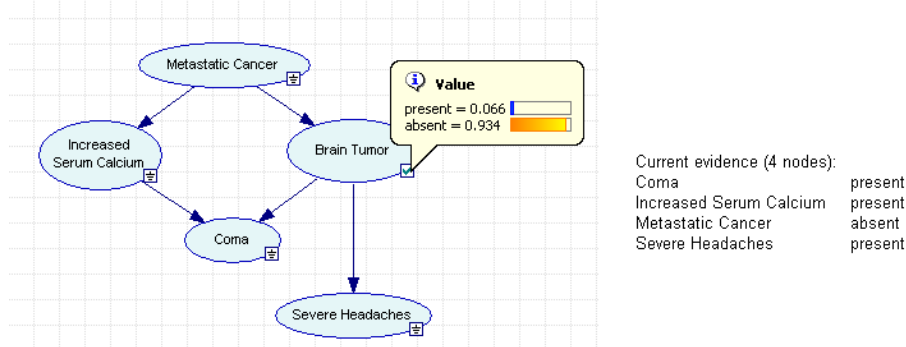 Metastatic Cancer
Value
present = 0.066
absent = 0.934
Increased
Serum Calcium
Brain Tumor
Coma
Severe Headaches
Current evidence (4 nodes):
Coma present
Increased Serum Calcium present
Metastatic Cancer absent
Severe Headaches present